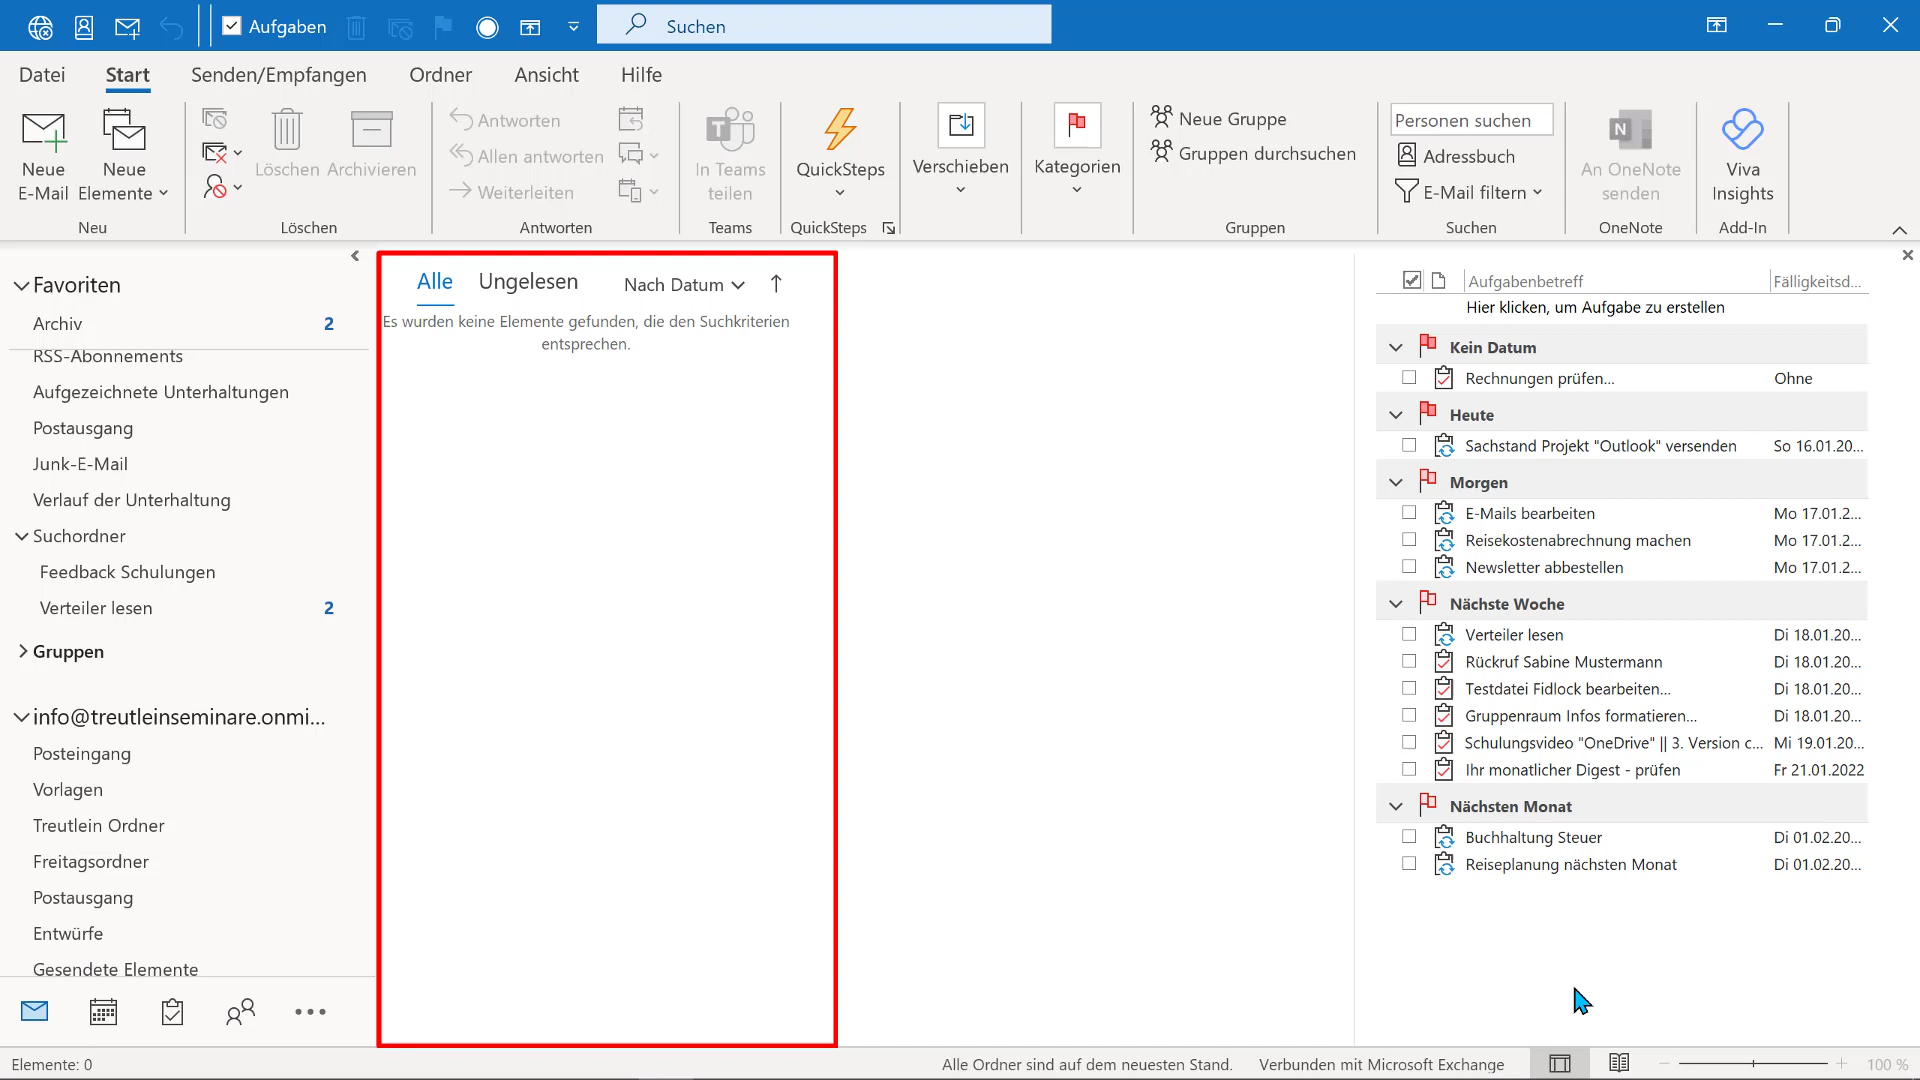 Aufgaben
Suchen
Datei
Start
Senden/Empfangen
Ordner
Ansicht
Hilfe
Neue
E-Mail
Neue
Elemente
Neu
Löschen
Archivieren
Löschen
Antworten
Allen antworten
Weiterleiten
Antworten
In Teams
teilen
Teams
QuickSteps
QuickSteps
Verschieben
Kategorien
Neue Gruppe
Gruppen durchsuchen
Gruppen
Personen suchen
Adressbuch
E-Mail filtern
Suchen
N
An OneNote
senden
OneNote
Viva
Insights
Add-In
Favoriten
Archiv 2
RSS-Abonnements
Aufgezeichnete Unterhaltungen
Postausgang
Junk-E-Mail
Verlauf der Unterhaltung
Suchordner
Feedback Schulungen
Verteiler lesen 2
Gruppen
info@treutleinseminare.onmi...
Posteingang
Vorlagen
Treutlein Ordner
Freitagsordner
Postausgang
Entwürfe
Gesendete Elemente
Alle Ungelesen Nach Datum
Es wurden keine Elemente gefunden, die den Suchkriterien
entsprechen.
Aufgabenbetreff Fälligkeitsd...
Hier klicken, um Aufgabe zu erstellen
Kein Datum
Rechnungen prüfen... Ohne
Heute
Sachstand Projekt "Outlook" versenden So 16.01.20...
Morgen
E-Mails bearbeiten Mo 17.01.2...
Reisekostenabrechnung machen Mo 17.01.2...
Newsletter abbestellen Mo 17.01.2...
Nächste Woche
Verteiler lesen Di 18.01.20...
Rückruf Sabine Mustermann Di 18.01.20...
Testdatei Fidlock bearbeiten... Di 18.01.20...
Gruppenraum Infos formatieren... Di 18.01.20...
Schulungsvideo "OneDrive" || 3. Version c... Mi 19.01.20...
Ihr monatlicher Digest - prüfen Fr 21.01.2022
Nächsten Monat
Buchhaltung Steuer Di 01.02.20...
Reiseplanung nächsten Monat Di 01.02.20...
Elemente: 0
Alle Ordner sind auf dem neuesten Stand.
Verbunden mit Microsoft Exchange
100 %